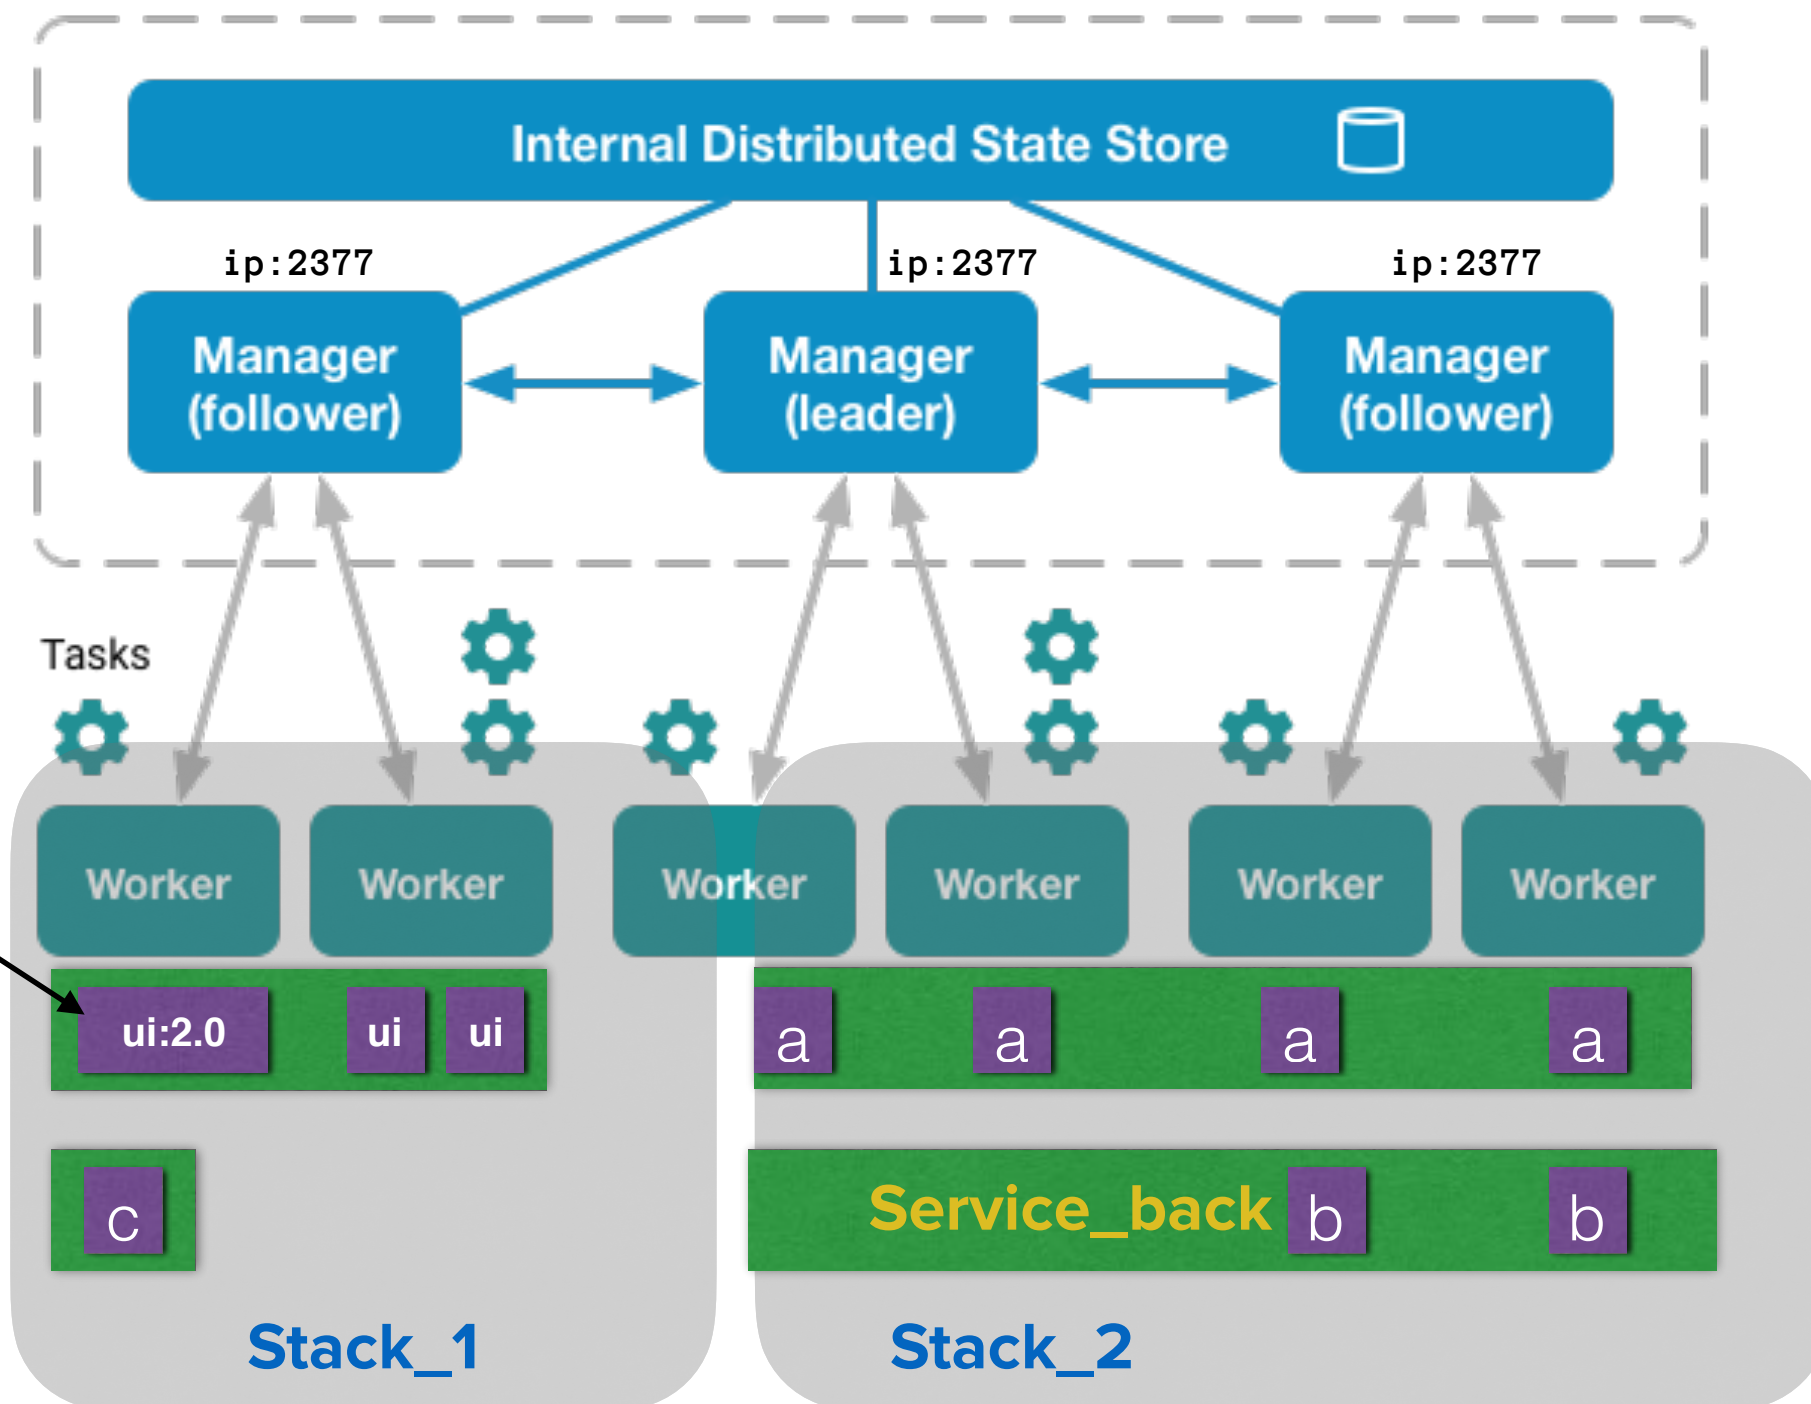 Internal Distributed State Store
ip:2377 ip:2377 ip:2377
Manager Manager Manager
(follower) (leader) (follower)
Tasks
Worker Worker Worker Worker Worker Worker
ui:2.0 ui ui a a a a
c Service_back b b
Stack_1 Stack_2